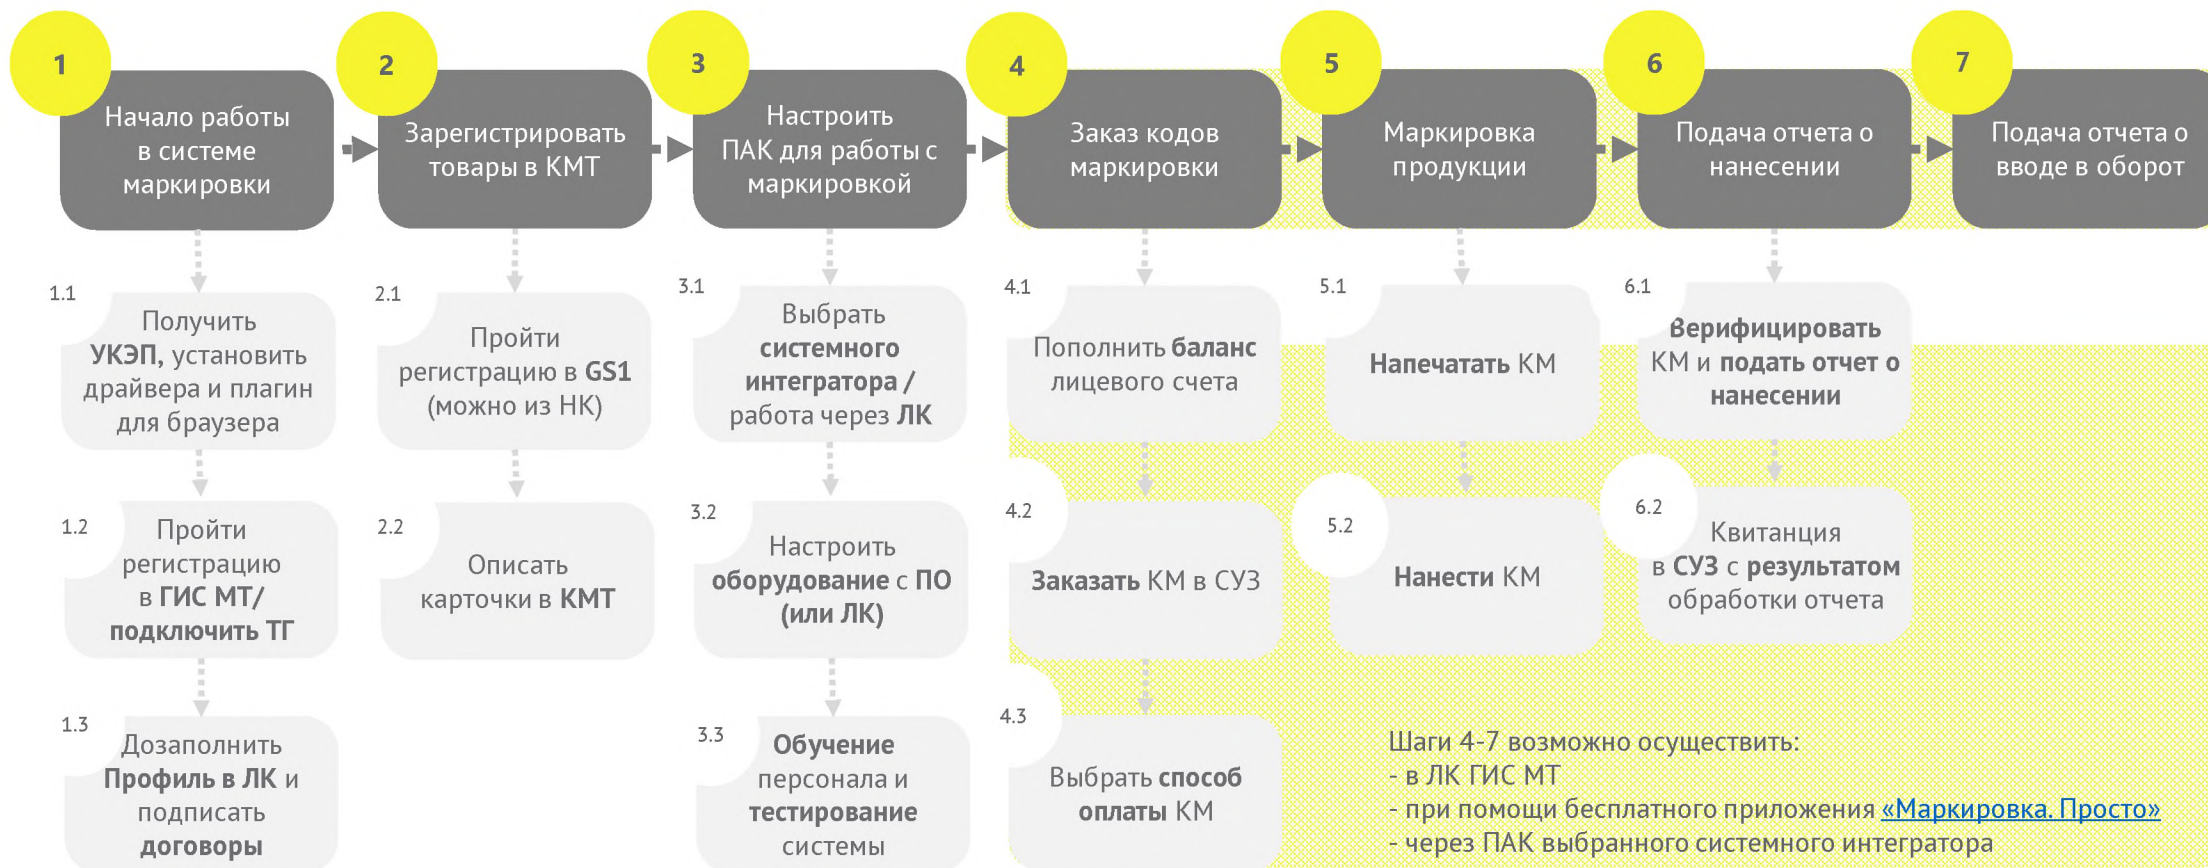 1
Начало работы
в системе
маркировки
2
Зарегистрировать
товары в КМТ
3
Настроить
ПАК для работы с
маркировкой
4
Заказ кодов
маркировки
5
Маркировка
продукции
6
Подача отчета о
нанесении
7
Подача отчета о
вводе в оборот
1.1
Получить
УКЭП, установить
драйвера и плагин
для браузера
1.2
Пройти
регистрацию
в ГИС МТ/
подключить ТГ
1.3
Дозаполнить
Профиль в ЛК и
подписать
договоры
2.1
Пройти
регистрацию в GS1
(можно из НК)
2.2
Описать
карточки в КМТ
3.1
Выбрать
системного
интегратора /
работа через ЛК
3.2
Настроить
оборудование с ПО
(или ЛК)
3.3
Обучение
персонала и
тестирование
системы
4.1
Пополнить баланс
лицевого счета
4.2
Заказать КМ в СУЗ
4.3
Выбрать способ
оплаты КМ
5.1
Напечатать КМ
5.2
Нанести КМ
6.1
Верифицировать
КМ и подать отчет о
нанесении
6.2
Квитанция
в СУЗ с результатом
обработки отчета
Шаги 4-7 возможно осуществить:
- в ЛК ГИС МТ
- при помощи бесплатного приложения «Маркировка. Просто»
- через ПАК выбранного системного интегратора